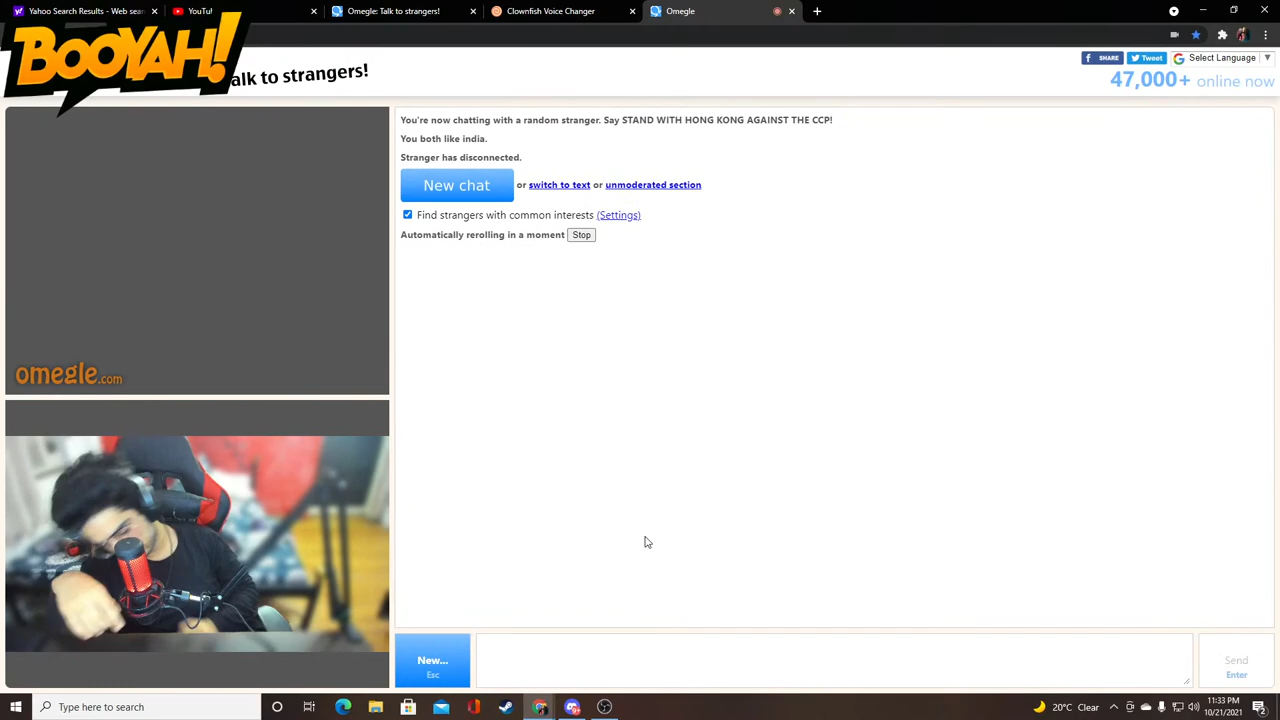 Yahoo Search Results - Web sear
YouTu
Omegle: Talk to strangers!
Clownfish Voice Changer
Omegle
BOOYAH!
alk to strangers!
SHARE
Tweet
Select Language
47,000+ online now
You're now chatting with a random stranger. Say STAND WITH HONG KONG AGAINST THE CCP!
You both like india.
Stranger has disconnected.
New chat or switch to text or unmoderated section
Find strangers with common interests (Settings)
Automatically rerolling in a moment Stop
omegle.com
New...
Esc
Send
Enter
Type here to search
20°C Clear
11:33 PM
10/21/2021
2